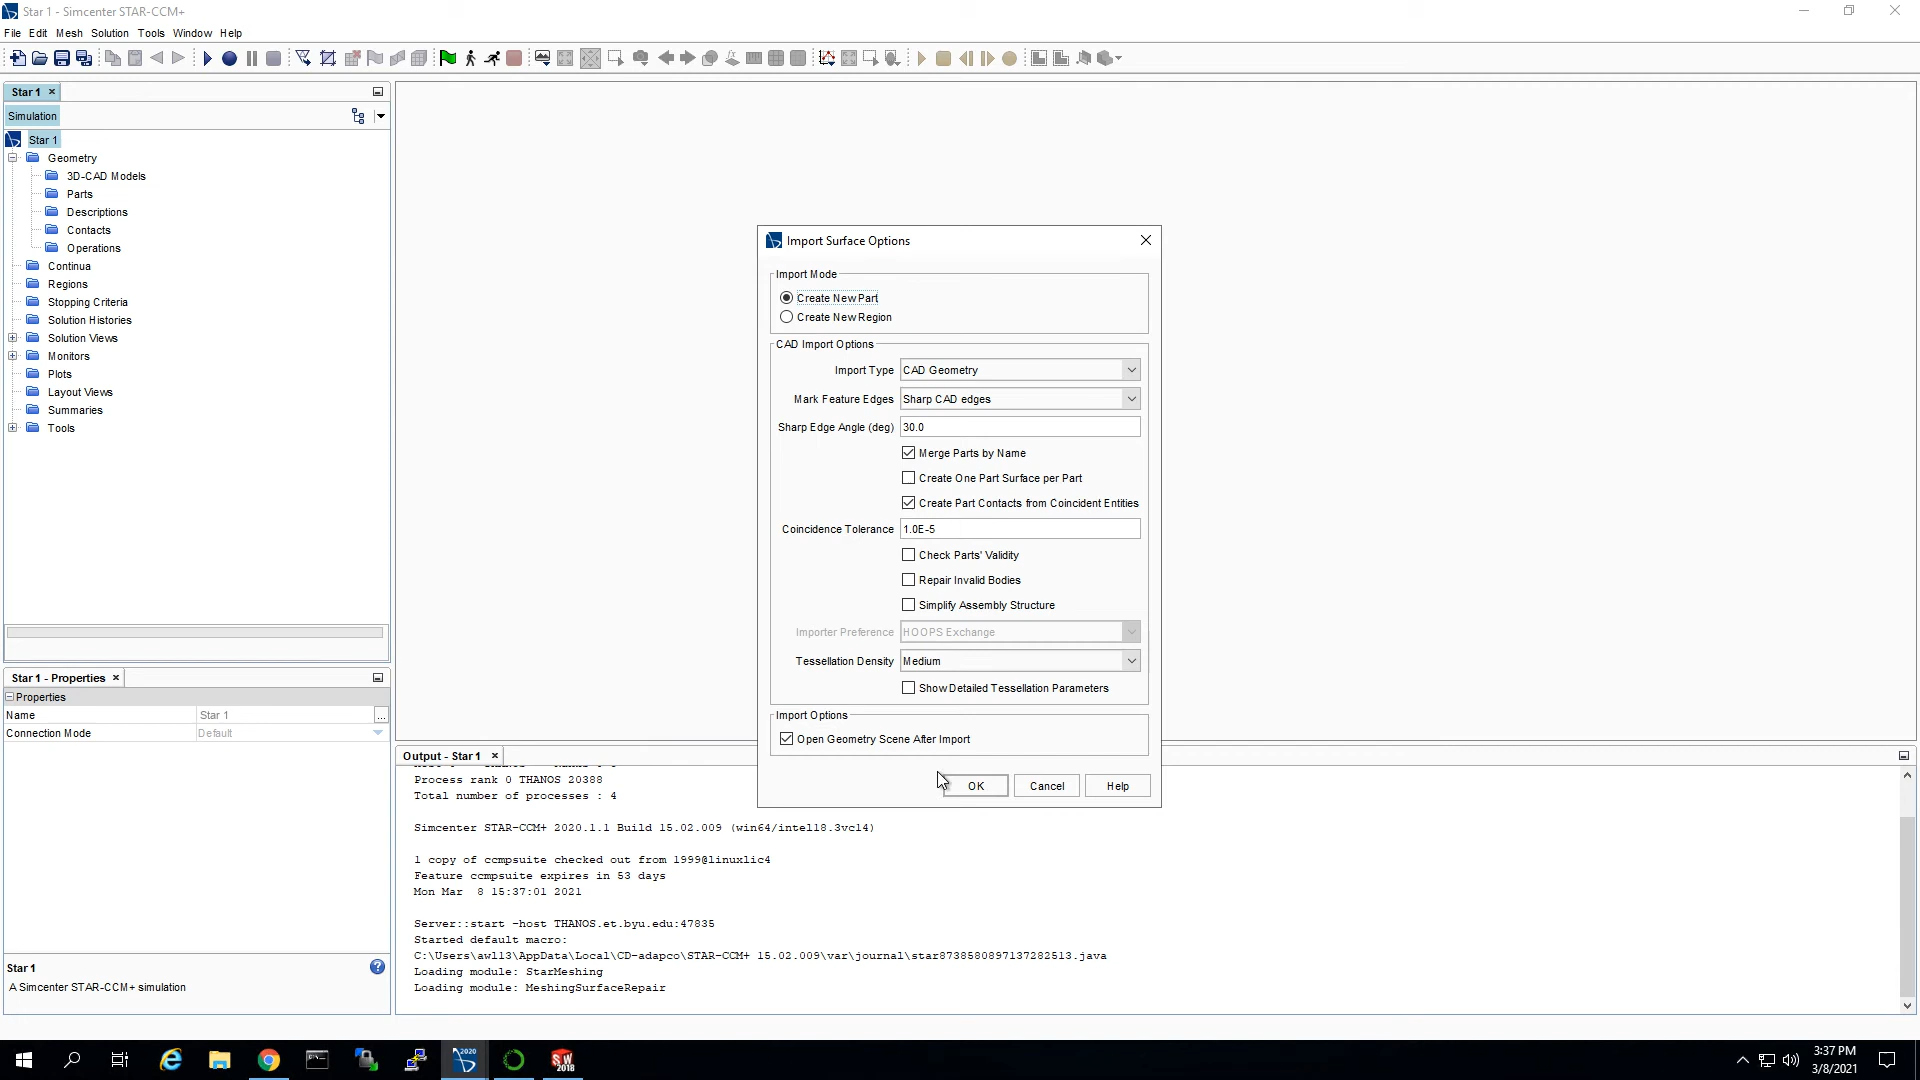 Star 1 - Simcenter STAR-CCM+
File Edit Mesh Solution Tools Window Help
Star 1 ×
Simulation
Star 1
Geometry
3D-CAD Models
Parts
Descriptions
Contacts
Operations
Continua
Regions
Stopping Criteria
Solution Histories
Solution Views
Monitors
Plots
Layout Views
Summaries
Tools
Star 1 - Properties ×
Properties
Name Star 1 ...
Connection Mode Default
Star 1
A Simcenter STAR-CCM+ simulation
Import Surface Options
Import Mode
Create New Part
Create New Region
CAD Import Options
Import Type CAD Geometry
Mark Feature Edges Sharp CAD edges
Sharp Edge Angle (deg) 30.0
Merge Parts by Name
Create One Part Surface per Part
Create Part Contacts from Coincident Entities
Coincidence Tolerance 1.0E-5
Check Parts' Validity
Repair Invalid Bodies
Simplify Assembly Structure
Importer Preference HOOPS Exchange
Tessellation Density Medium
Show Detailed Tessellation Parameters
Import Options
Open Geometry Scene After Import
OK Cancel Help
Output - Star 1 ×
Process rank 0 THANOS 20388
Total number of processes : 4
Simcenter STAR-CCM+ 2020.1.1 Build 15.02.009 (win64/intel18.3vc14)
1 copy of ccmpsuite checked out from 1999@linuxlic4
Feature ccmpsuite expires in 53 days
Mon Mar 8 15:37:01 2021
Server::start -host THANOS.et.byu.edu:47835
Started default macro:
C:\Users\awll3\AppData\Local\CD-adapco\STAR-CCM+ 15.02.009\var\journal\star8738580897137282513.java
Loading module: StarMeshing
Loading module: MeshingSurfaceRepair
2020
SW
2018
3:37 PM
3/8/2021